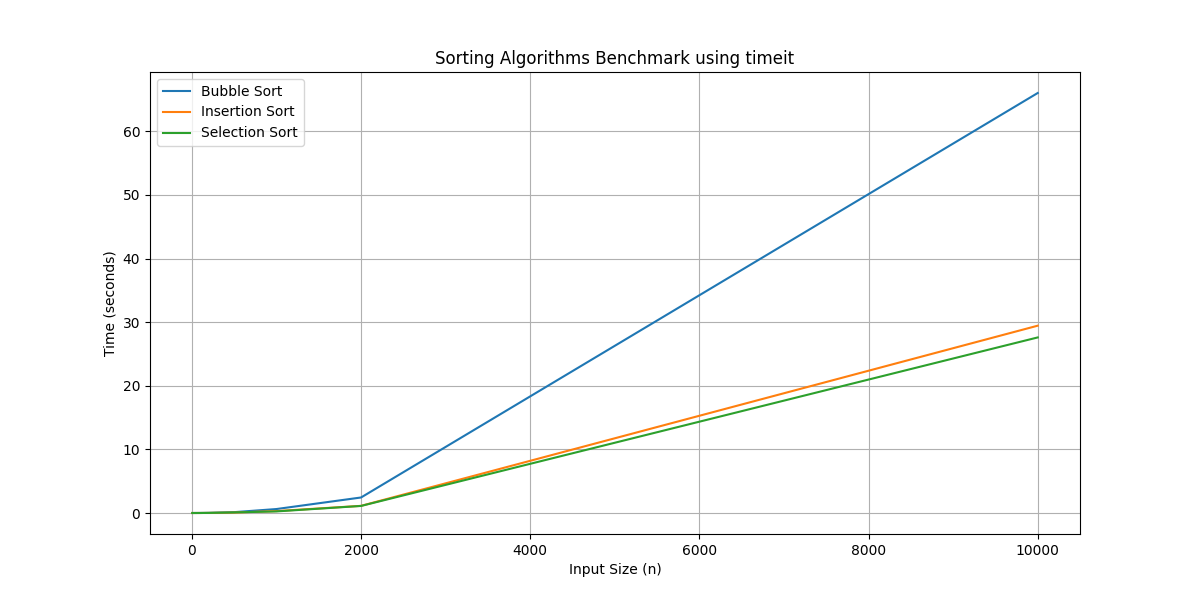 Sorting Algorithms Benchmark using timeit
Bubble Sort
Insertion Sort
Selection Sort
Time (seconds)
60
50
40
30
20
10
0
0 2000 4000 6000 8000 10000
Input Size (n)